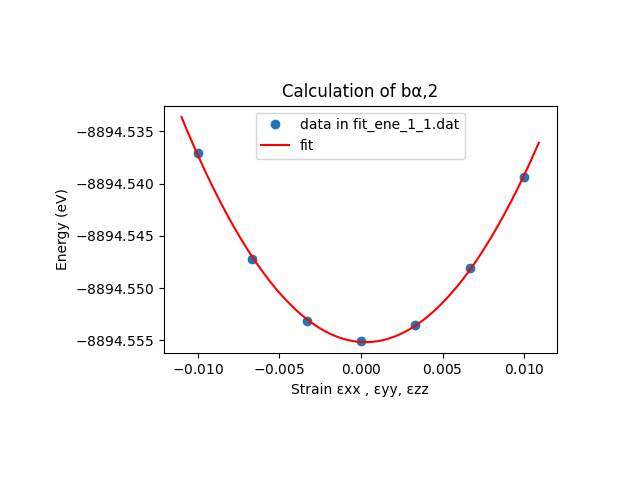 Calculation of bα,2
data in fit_ene_1_1.dat
fit
Energy (eV)
−8894.535
−8894.540
−8894.545
−8894.550
−8894.555
−0.010 −0.005 0.000 0.005 0.010
Strain εxx , εyy, εzz